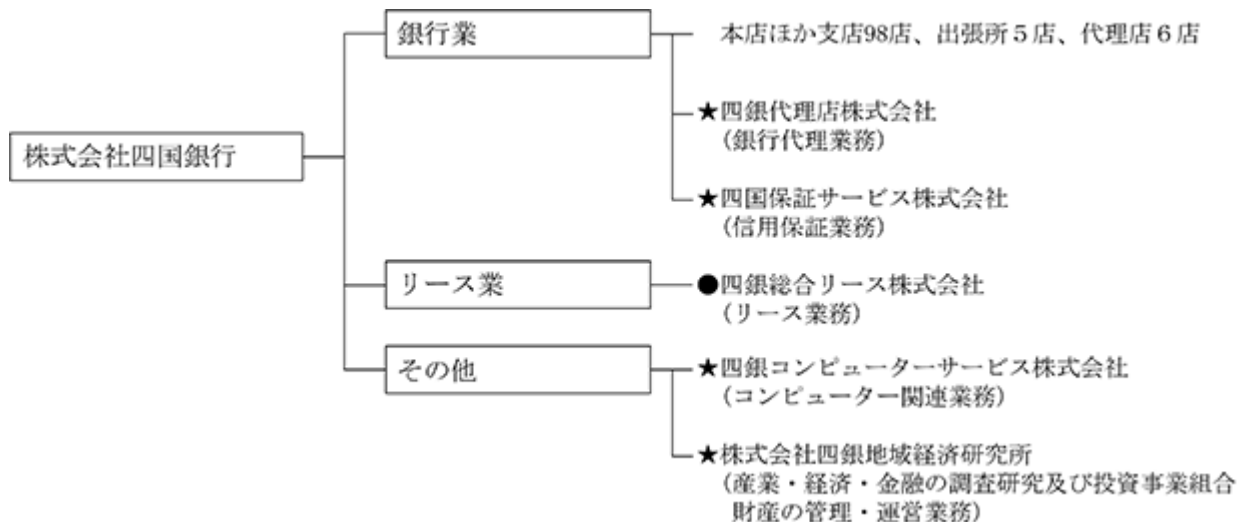 株式会社四国銀行
銀行業
本店ほか支店98店、出張所５店、代理店６店
★四銀代理店株式会社
（銀行代理業務）
★四国保証サービス株式会社
（信用保証業務）
リース業
●四銀総合リース株式会社
（リース業務）
その他
★四銀コンピューターサービス株式会社
（コンピューター関連業務）
★株式会社四銀地域経済研究所
（産業・経済・金融の調査研究及び投資事業組合
財産の管理・運営業務）